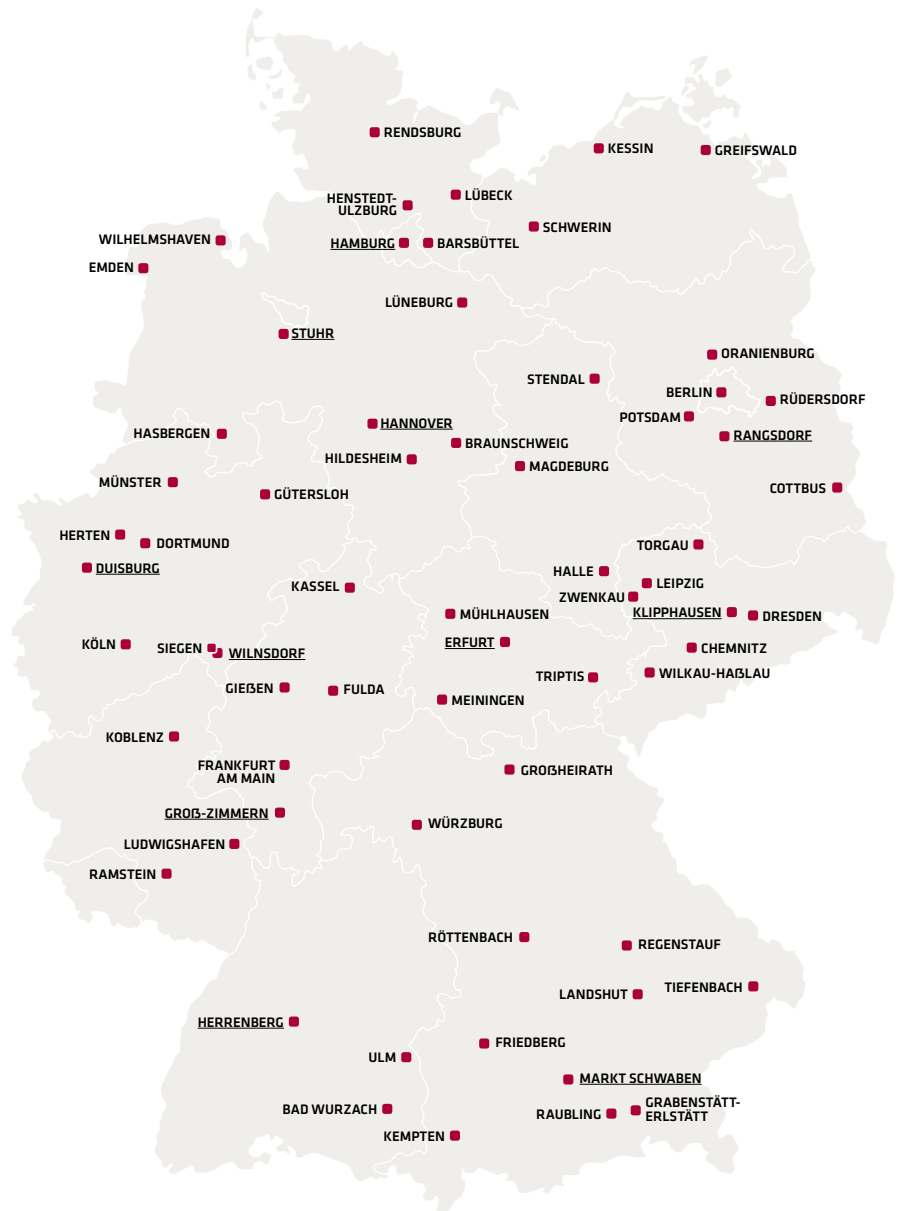 RENDSBURG
KESSIN
GREIFSWALD
HENSTEDT-
ULZBURG
LÜBECK
SCHWERIN
WILHELMSHAVEN
HAMBURG
BARSBÜTTEL
EMDEN
LÜNEBURG
STUHR
ORANIENBURG
STENDAL
BERLIN
RÜDERSDORF
POTSDAM
HANNOVER
RANGSDORF
HASBERGEN
BRAUNSCHWEIG
HILDESHEIM
MAGDEBURG
MÜNSTER
COTTBUS
GÜTERSLOH
HERTEN
DORTMUND
TORGAU
DUISBURG
HALLE
LEIPZIG
KASSEL
ZWENKAU
KLIPPHAUSEN
MÜHLHAUSEN
DRESDEN
KÖLN
SIEGEN
WILNSDORF
ERFURT
CHEMNITZ
WILKAU-HAßLAU
TRIPTIS
GIEßEN
FULDA
MEININGEN
KOBLENZ
FRANKFURT
AM MAIN
GROßHEIRATH
GROß-ZIMMERN
WÜRZBURG
LUDWIGSHAFEN
RAMSTEIN
RÖTTENBACH
REGENSTAUF
TIEFENBACH
LANDSHUT
HERRENBERG
FRIEDBERG
ULM
MARKT SCHWABEN
BAD WURZACH
RAUBLING
GRABENSTÄTT-
ERLSTÄTT
KEMPTEN